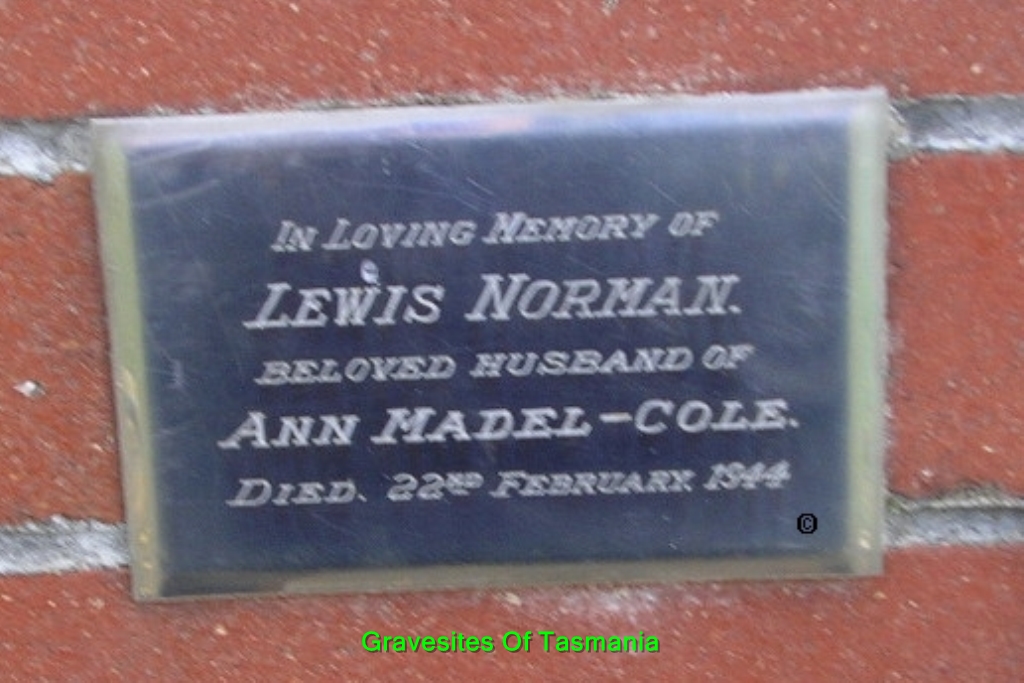 IN LOVING MEMORY OF
LEWIS NORMAN.
BELOVED HUSBAND OF
ANN MADEL-COLE.
DIED. 22ND FEBRUARY. 1944
©
Gravesites Of Tasmania